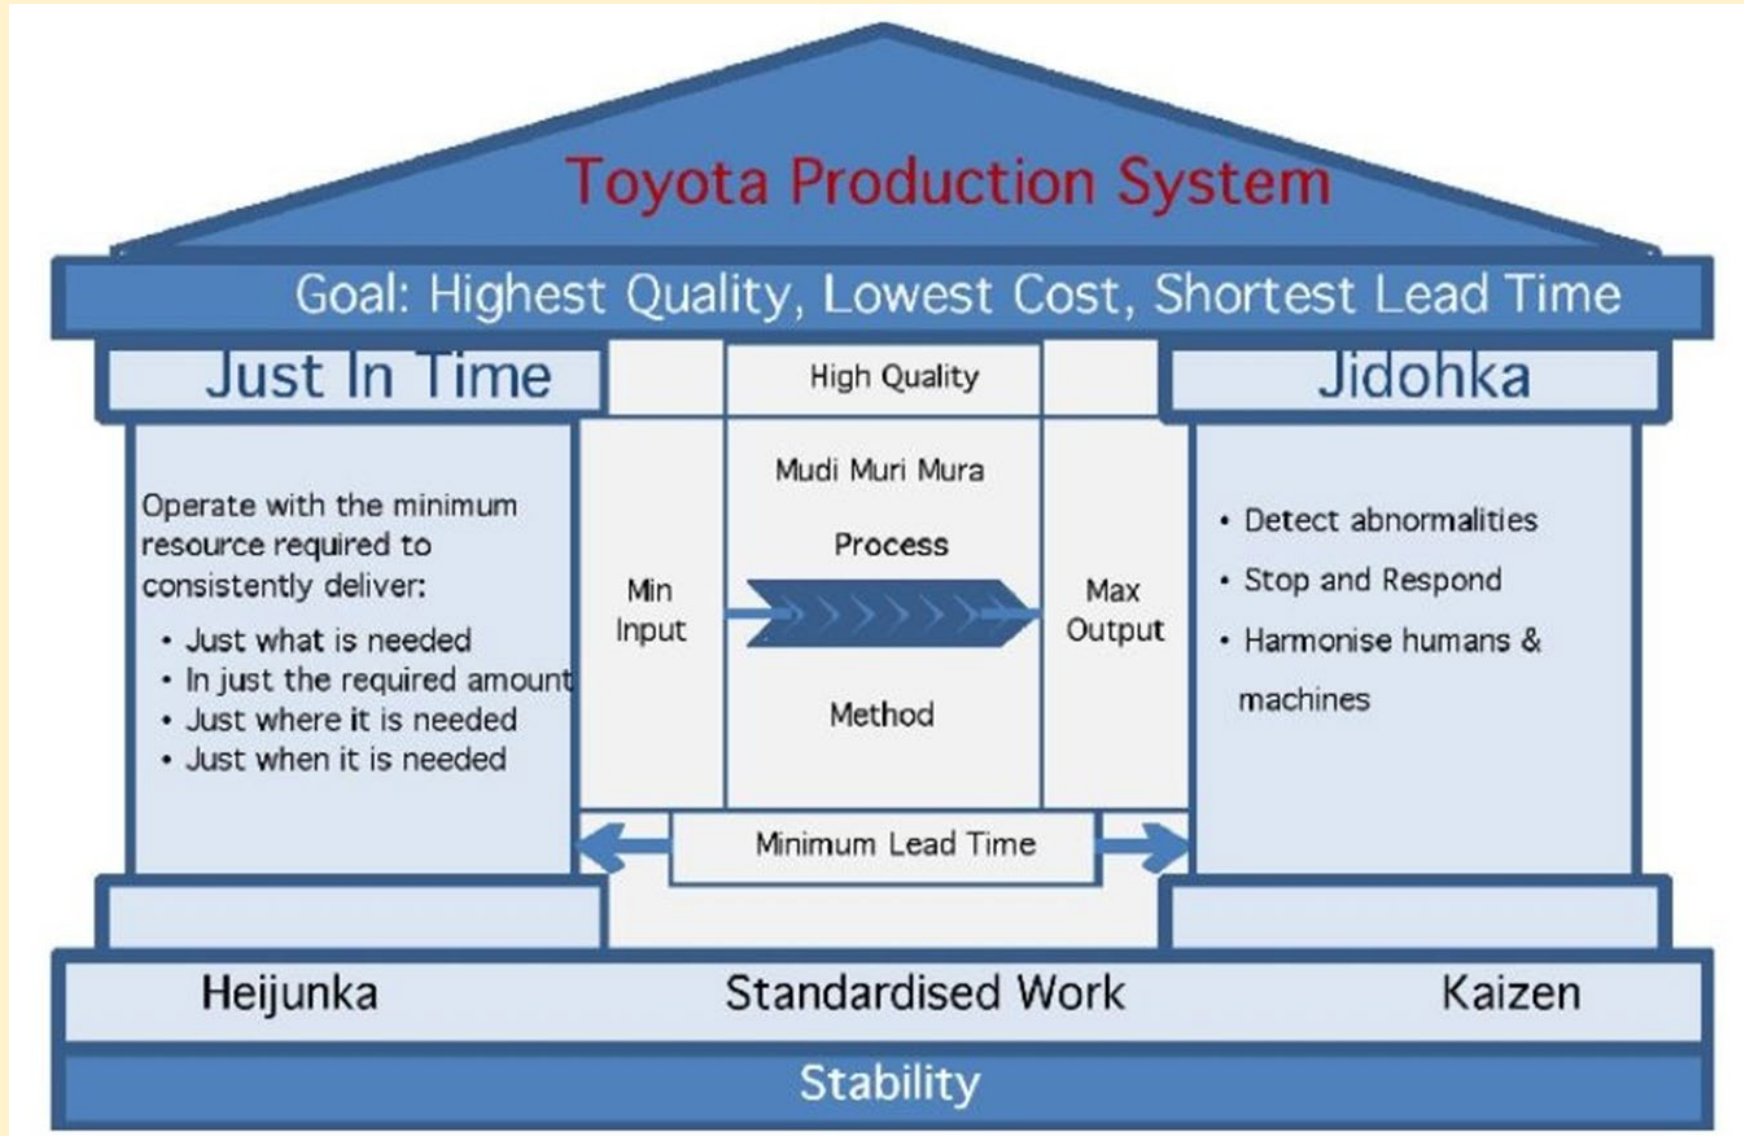 Toyota Production System
Goal: Highest Quality, Lowest Cost, Shortest Lead Time
Just In Time
High Quality
Jidohka
Operate with the minimum
resource required to
consistently deliver:
• Just what is needed
• In just the required amount
• Just where it is needed
• Just when it is needed
Min
Input
Mudi Muri Mura
Process
Method
Max
Output
• Detect abnormalities
• Stop and Respond
• Harmonise humans &
machines
Minimum Lead Time
Heijunka
Standardised Work
Kaizen
Stability